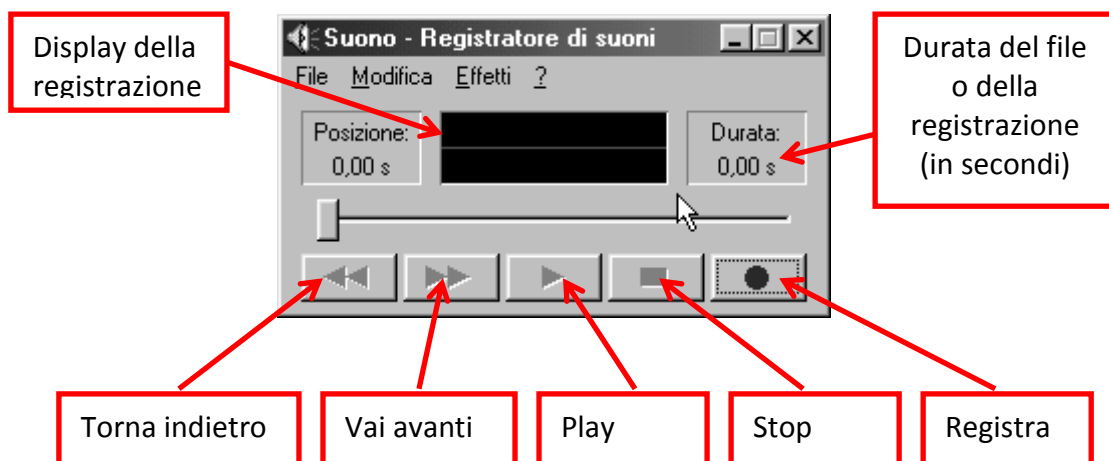 Display della
registrazione
Suono - Registratore di suoni
File Modifica Effetti ?
Posizione:
0,00 s
Durata:
0,00 s
Durata del file
o della
registrazione
(in secondi)
Torna indietro
Vai avanti
Play
Stop
Registra